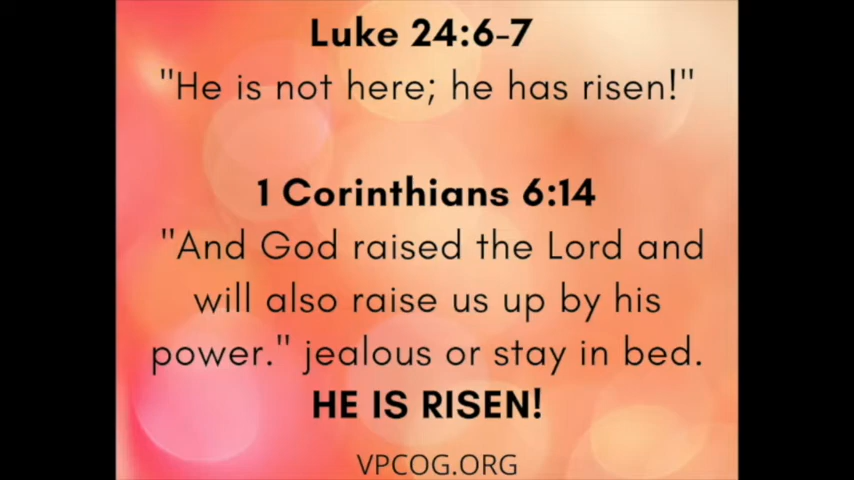 Luke 24:6-7
"He is not here; he has risen!"
1 Corinthians 6:14
"And God raised the Lord and
will also raise us up by his
power." jealous or stay in bed.
HE IS RISEN!
VPCOG.ORG